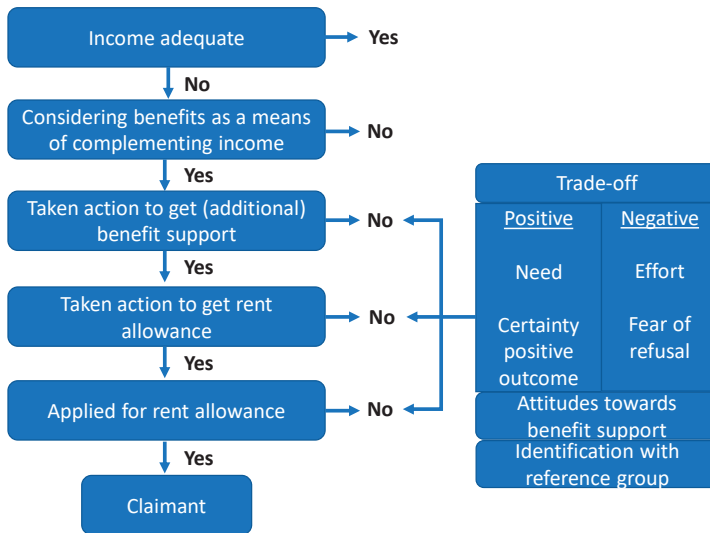 Income adequate
Yes
No
Considering benefits as a means
of complementing income
No
Yes
Taken action to get (additional)
benefit support
No
Yes
Taken action to get rent
allowance
No
Yes
Applied for rent allowance
No
Yes
Claimant
Trade-off
Positive
Negative
Need
Effort
Certainty
positive
outcome
Fear of
refusal
Attitudes towards
benefit support
Identification with
reference group